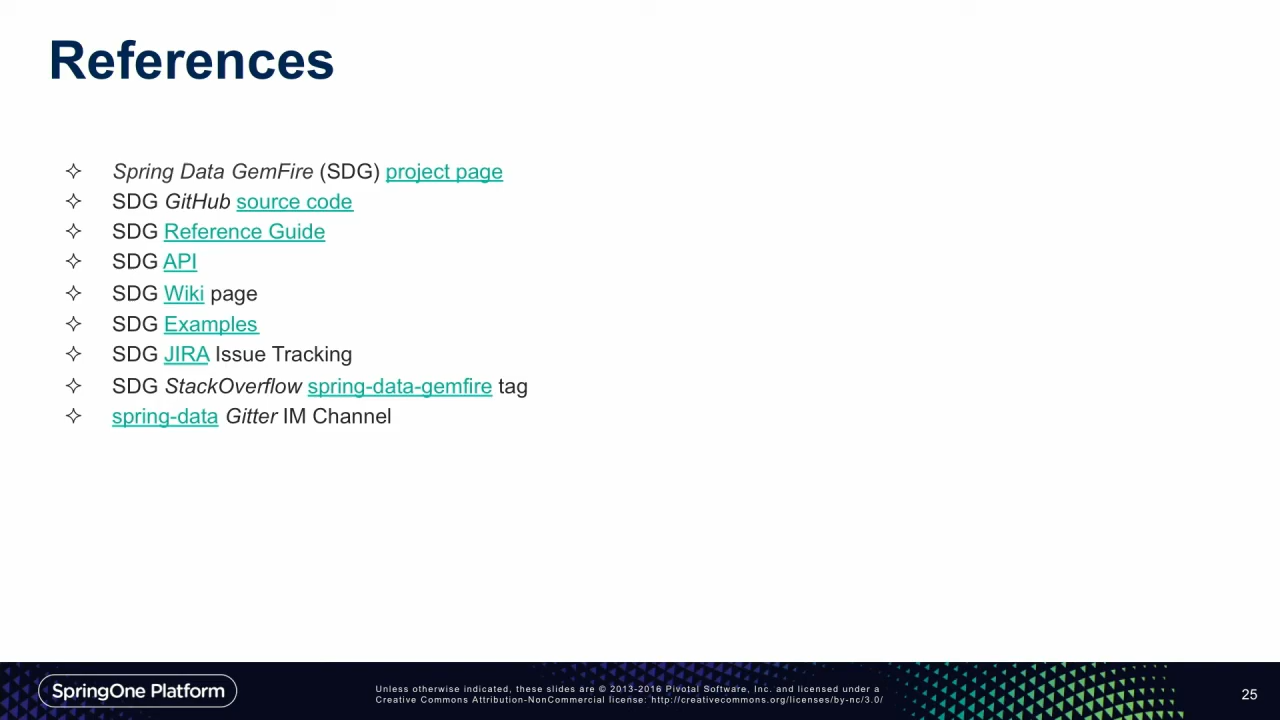 References
✧ Spring Data GemFire (SDG) project page
✧ SDG GitHub source code
✧ SDG Reference Guide
✧ SDG API
✧ SDG Wiki page
✧ SDG Examples
✧ SDG JIRA Issue Tracking
✧ SDG StackOverflow spring-data-gemfire tag
✧ spring-data Gitter IM Channel
SpringOne Platform
Unless otherwise indicated, these slides are © 2013-2016 Pivotal Software, Inc. and licensed under a
Creative Commons Attribution-NonCommercial license: http://creativecommons.org/licenses/by-nc/3.0/
25